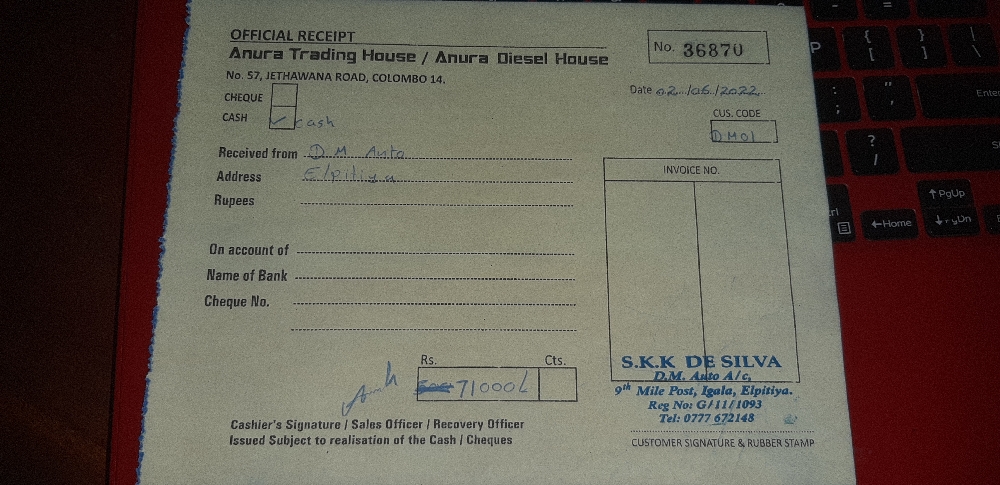 OFFICIAL RECEIPT
Anura Trading House / Anura Diesel House
No. 57, JETHAWANA ROAD, COLOMBO 14.
No. 36870
Date 02/06/2022
CHEQUE
CASH ✓ cash
CUS. CODE
DM01
Received from D M Auto
Address Elpitiya
Rupees
INVOICE NO.
On account of
Name of Bank
Cheque No.
Rs. Cts.
71000/-
S.K.K DE SILVA
D.M. Auto A/c,
9th Mile Post, Igala, Elpitiya.
Reg No: G/11/1093
Tel: 0777 672148
Cashier's Signature / Sales Officer / Recovery Officer
Issued Subject to realisation of the Cash / Cheques
CUSTOMER SIGNATURE & RUBBER STAMP
P
{
[
}
]
|
\
:
;
"
'
Enter
?
/
PgUp
Home